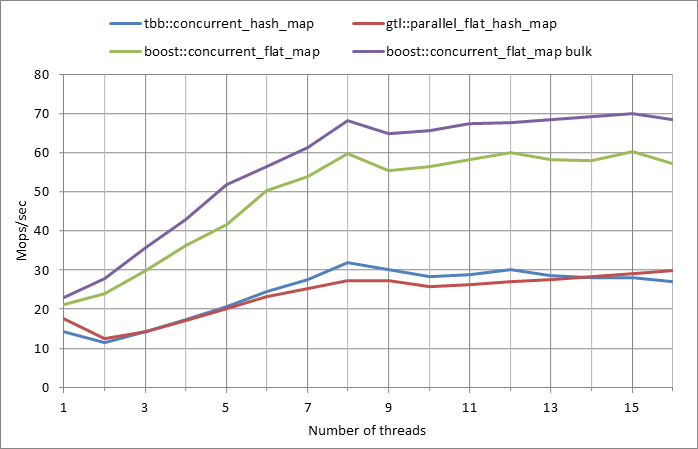 tbb::concurrent_hash_map gtl::parallel_flat_hash_map
boost::concurrent_flat_map boost::concurrent_flat_map bulk
80
70
60
50
40
30
20
10
0
Mops/sec
1 3 5 7 9 11 13 15
Number of threads